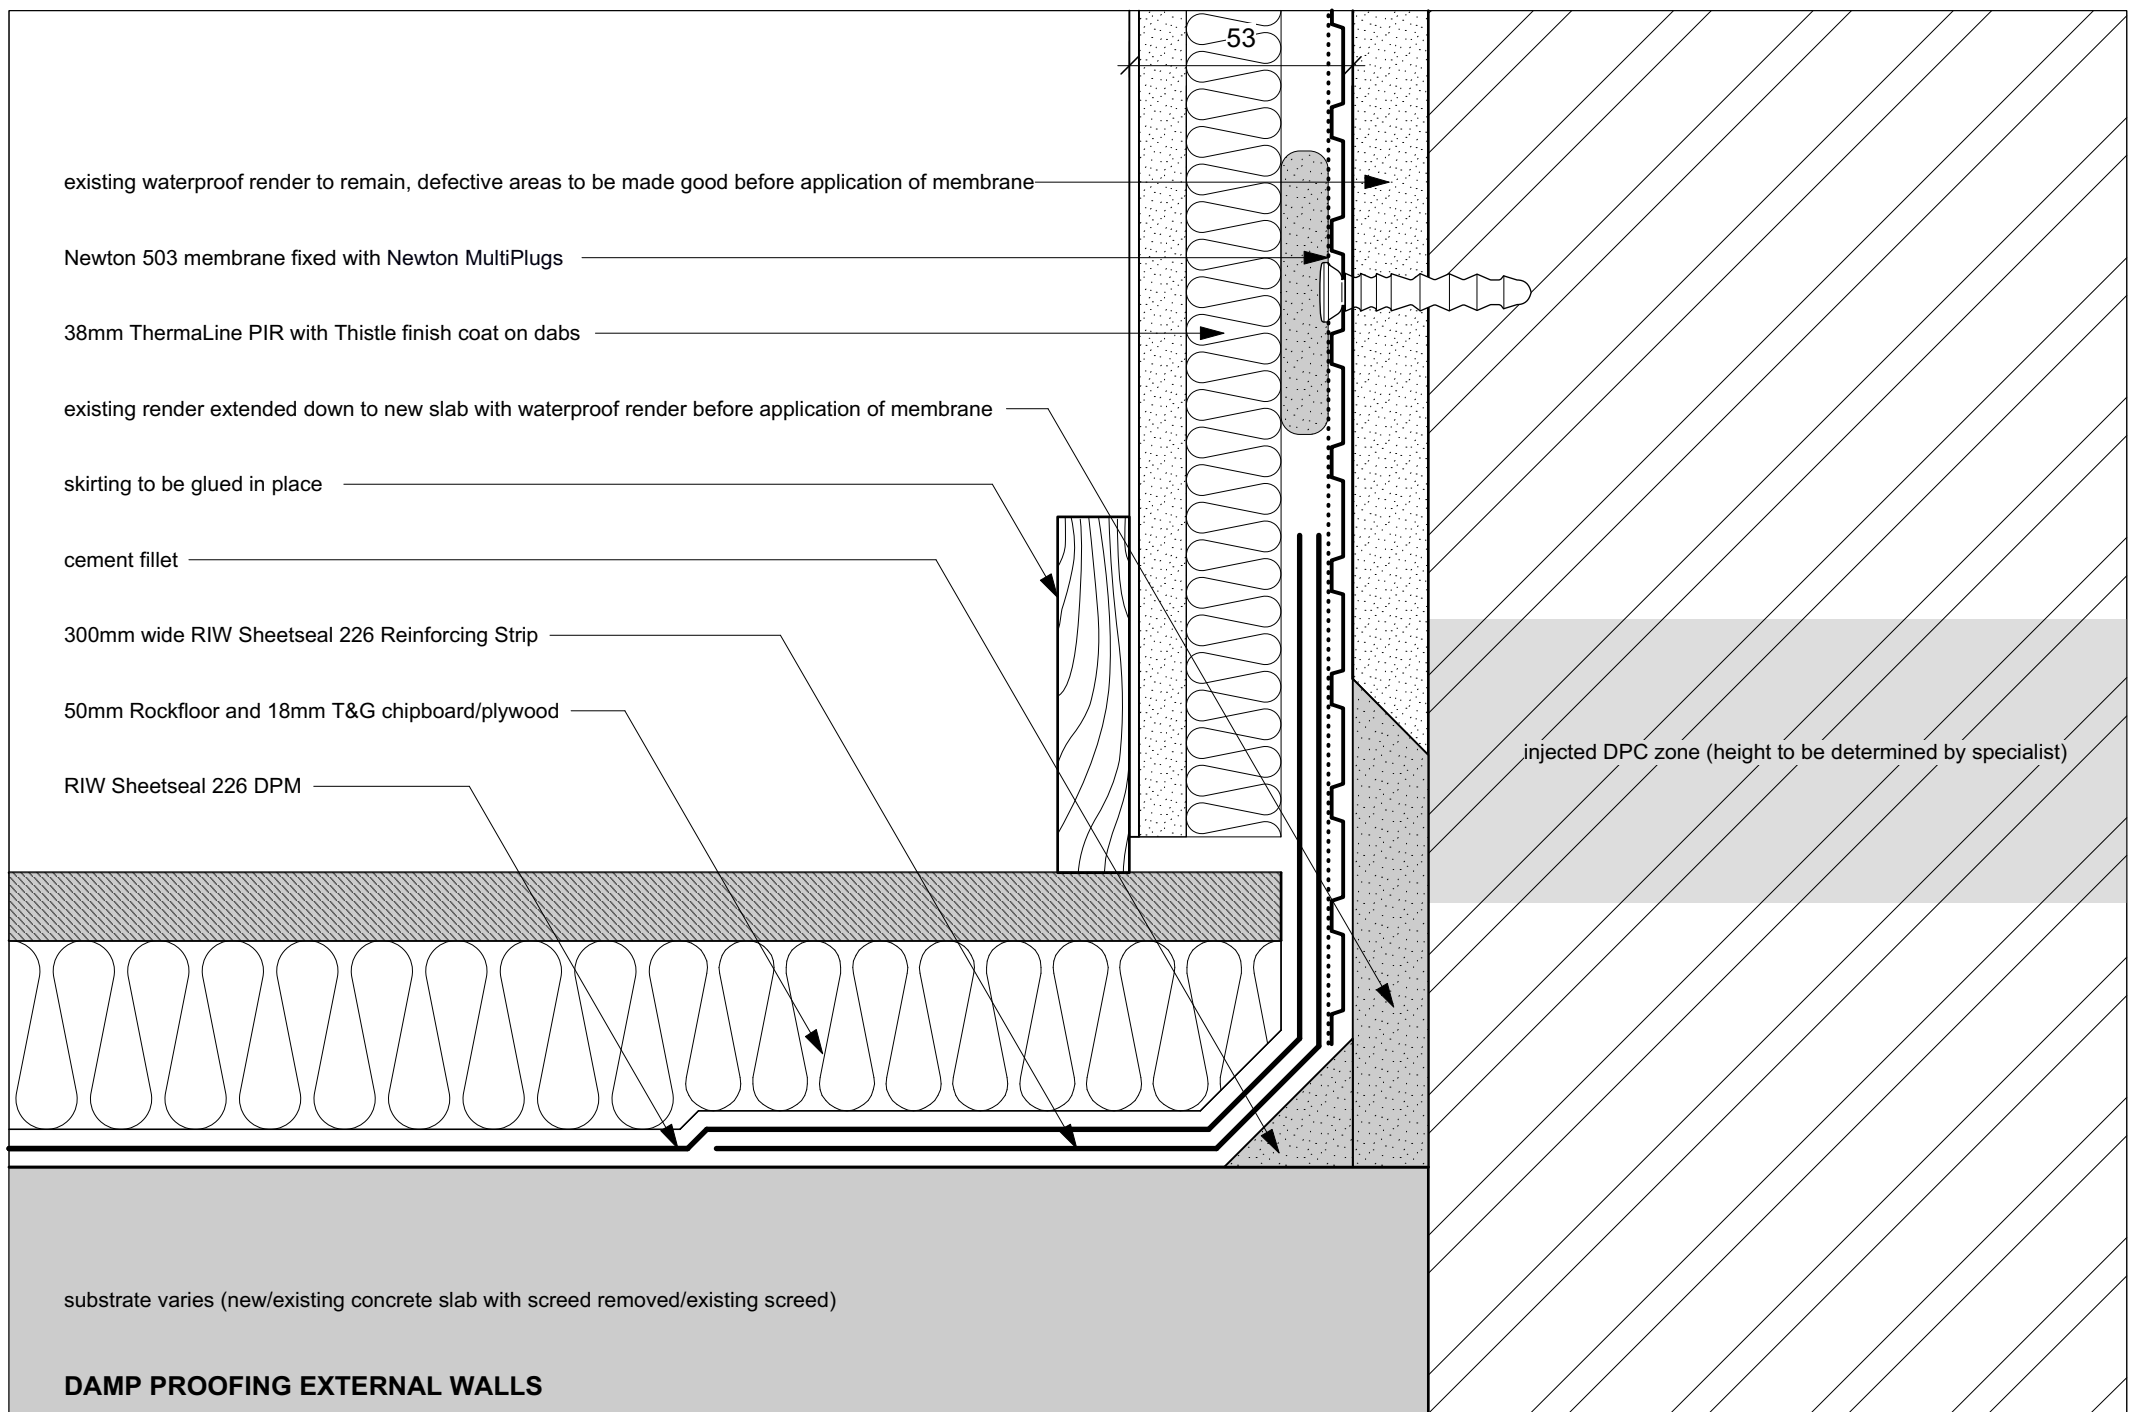 53
existing waterproof render to remain, defective areas to be made good before application of membrane
Newton 503 membrane fixed with Newton MultiPlugs
38mm ThermaLine PIR with Thistle finish coat on dabs
existing render extended down to new slab with waterproof render before application of membrane
skirting to be glued in place
cement fillet
300mm wide RIW Sheetseal 226 Reinforcing Strip
50mm Rockfloor and 18mm T&G chipboard/plywood
injected DPC zone (height to be determined by specialist)
RIW Sheetseal 226 DPM
substrate varies (new/existing concrete slab with screed removed/existing screed)
DAMP PROOFING EXTERNAL WALLS